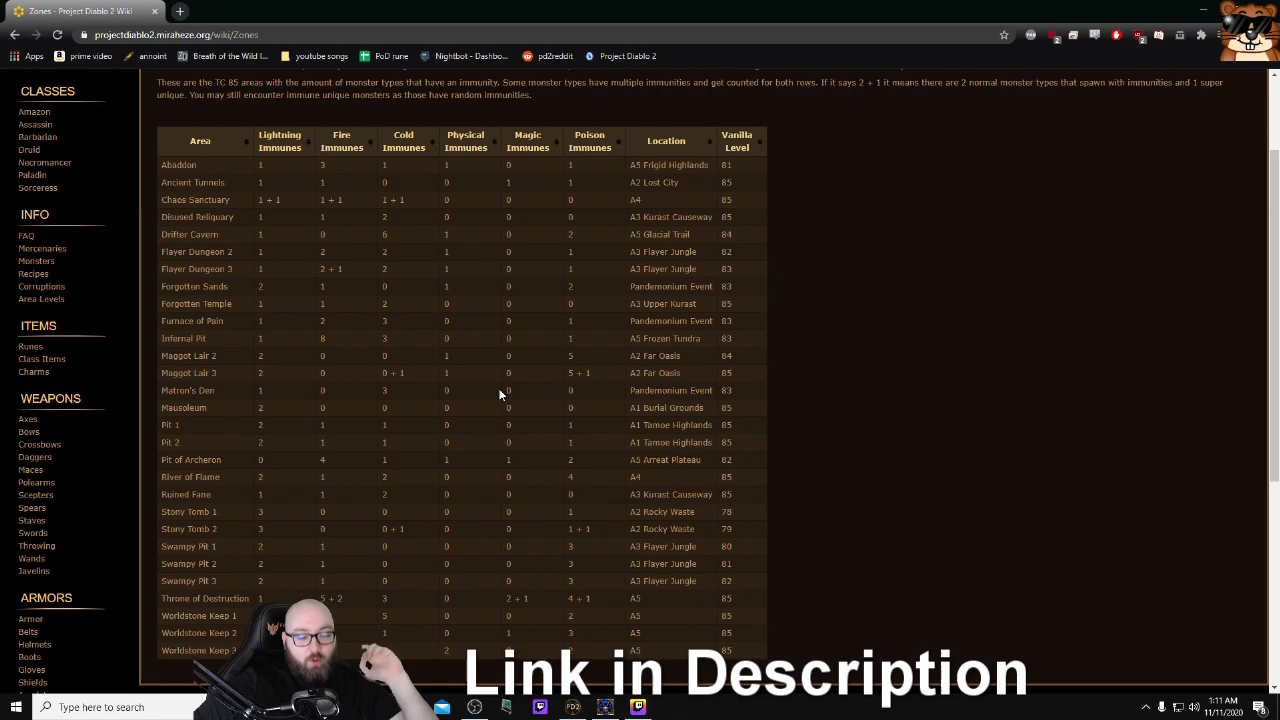 Zones - Project Diablo 2 Wiki
projectdiablo2.miraheze.org/wiki/Zones
Apps prime video annoint Breath of the Wild I... youtube songs PoD rune Nightbot - Dashbo... pd2reddit Project Diablo 2
These are the TC 85 areas with the amount of monster types that have an immunity. Some monster types have multiple immunities and get counted for both rows. If it says 2 + 1 it means there are 2 normal monster types that spawn with immunities and 1 super
unique. You may still encounter immune unique monsters as those have random immunities.
CLASSES
Amazon
Assassin
Barbarian
Druid
Necromancer
Paladin
Sorceress
INFO
FAQ
Mercenaries
Monsters
Recipes
Corruptions
Area Levels
ITEMS
Runes
Class Items
Charms
WEAPONS
Axes
Bows
Crossbows
Daggers
Maces
Polearms
Scepters
Spears
Staves
Swords
Throwing
Wands
Javelins
ARMORS
Armor
Belts
Helmets
Boots
Gloves
Shields
Area Lightning Immunes Fire Immunes Cold Immunes Physical Immunes Magic Immunes Poison Immunes Location Vanilla Level
Abaddon 1 3 1 1 0 1 A5 Frigid Highlands 81
Ancient Tunnels 1 1 0 0 1 1 A2 Lost City 85
Chaos Sanctuary 1 + 1 1 + 1 1 + 1 0 0 0 A4 85
Disused Reliquary 1 1 2 0 0 0 A3 Kurast Causeway 85
Drifter Cavern 1 0 6 1 0 2 A5 Glacial Trail 84
Flayer Dungeon 2 1 2 2 1 0 1 A3 Flayer Jungle 82
Flayer Dungeon 3 1 2 + 1 2 1 0 1 A3 Flayer Jungle 83
Forgotten Sands 2 1 0 1 0 2 Pandemonium Event 83
Forgotten Temple 1 1 2 0 0 0 A3 Upper Kurast 85
Furnace of Pain 1 2 3 0 0 1 Pandemonium Event 83
Infernal Pit 1 8 3 0 0 1 A5 Frozen Tundra 83
Maggot Lair 2 2 0 0 1 0 5 A2 Far Oasis 84
Maggot Lair 3 2 0 0 + 1 1 0 5 + 1 A2 Far Oasis 85
Matron's Den 1 0 3 0 0 0 Pandemonium Event 83
Mausoleum 2 0 0 0 0 0 A1 Burial Grounds 85
Pit 1 2 1 1 0 0 1 A1 Tamoe Highlands 85
Pit 2 2 1 1 0 0 1 A1 Tamoe Highlands 85
Pit of Archeron 0 4 1 1 1 2 A5 Arreat Plateau 82
River of Flame 2 1 2 0 0 4 A4 85
Ruined Fane 1 1 2 0 0 0 A3 Kurast Causeway 85
Stony Tomb 1 3 0 0 0 0 1 A2 Rocky Waste 78
Stony Tomb 2 3 0 0 + 1 0 0 1 + 1 A2 Rocky Waste 79
Swampy Pit 1 2 1 0 0 0 3 A3 Flayer Jungle 80
Swampy Pit 2 2 1 0 0 0 3 A3 Flayer Jungle 81
Swampy Pit 3 2 1 0 0 0 3 A3 Flayer Jungle 82
Throne of Destruction 1 5 + 2 3 0 2 + 1 4 + 1 A5 85
Worldstone Keep 1 5 0 0 2 A5 85
Worldstone Keep 2 1 0 1 3 A5 85
Worldstone Keep 2 A5 85
Link in Description
Type here to search
PD2
1:11 AM
11/11/2020